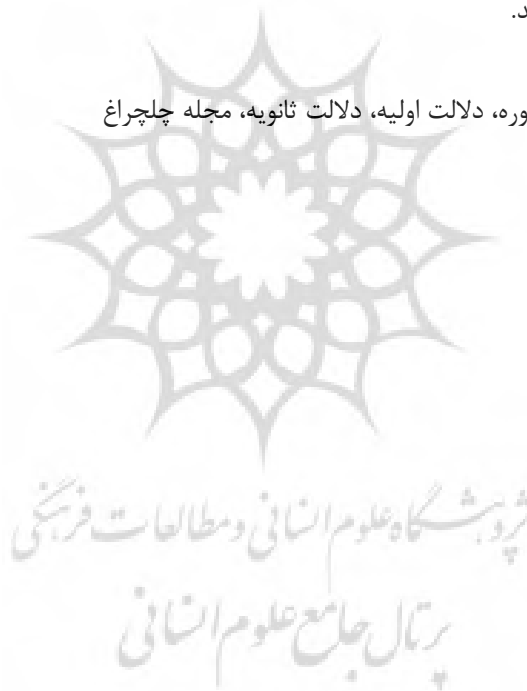 د.
وره، دلالت اولیه، دلالت ثانویه، مجله چلچراغ
پژوهشگاه علوم انسانی و مطالعات فرهنگی
پرتال جامع علوم انسانی